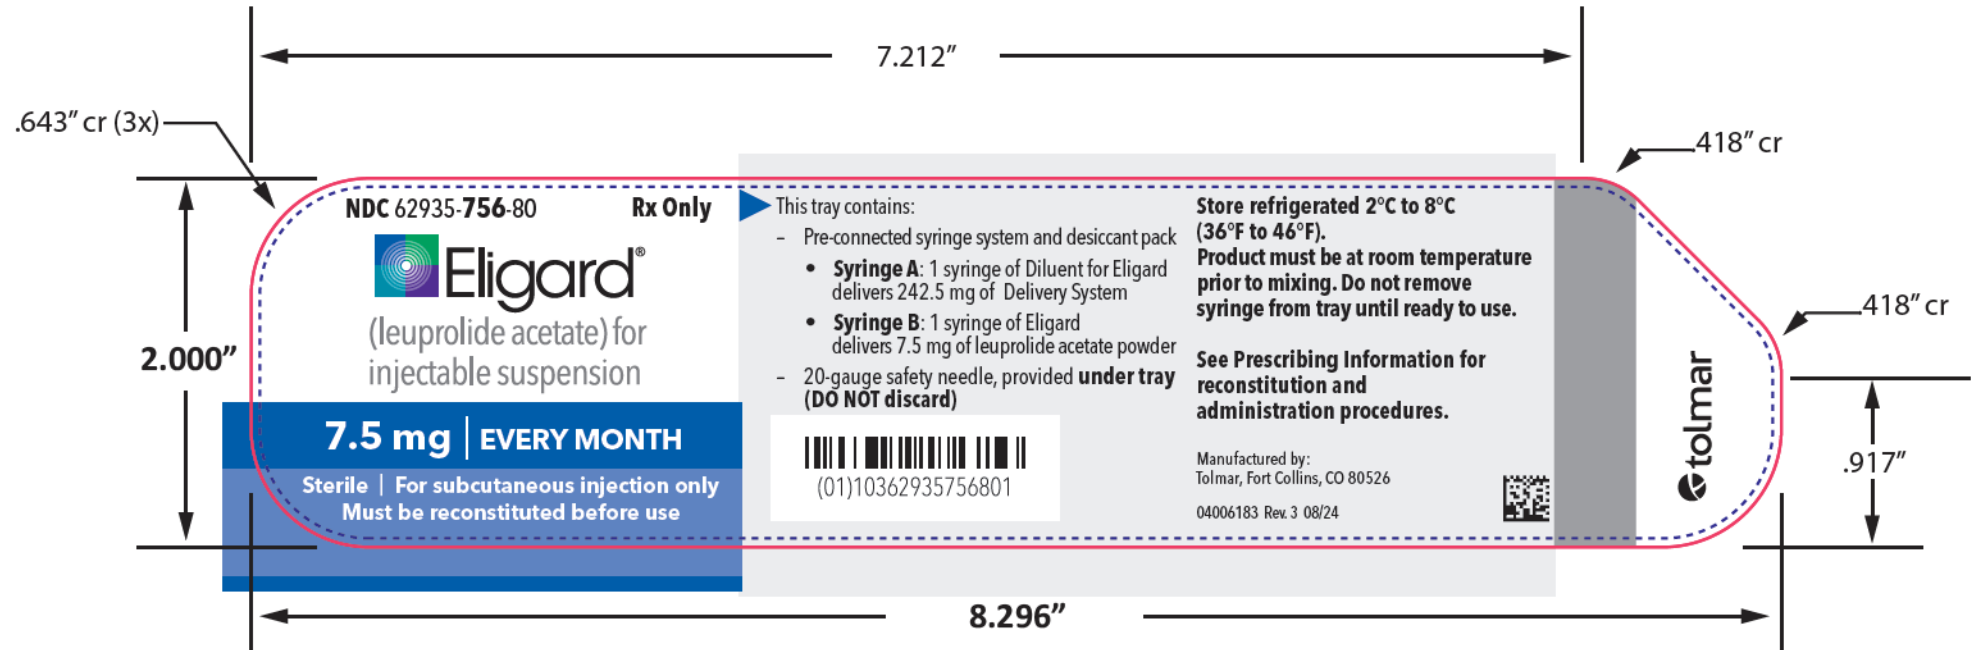 7.212”
.643” cr (3x)
.418” cr
.418” cr
2.000”
.917”
8.296”
NDC 62935-756-80 Rx Only
Eligard®
(leuprolide acetate) for
injectable suspension
7.5 mg | EVERY MONTH
Sterile | For subcutaneous injection only
Must be reconstituted before use
This tray contains:
– Pre-connected syringe system and desiccant pack
• Syringe A: 1 syringe of Diluent for Eligard
delivers 242.5 mg of Delivery System
• Syringe B: 1 syringe of Eligard
delivers 7.5 mg of leuprolide acetate powder
– 20-gauge safety needle, provided under tray
(DO NOT discard)
(01)10362935756801
Store refrigerated 2°C to 8°C
(36°F to 46°F).
Product must be at room temperature
prior to mixing. Do not remove
syringe from tray until ready to use.
See Prescribing Information for
reconstitution and
administration procedures.
Manufactured by:
Tolmar, Fort Collins, CO 80526
04006183 Rev. 3 08/24
tolmar